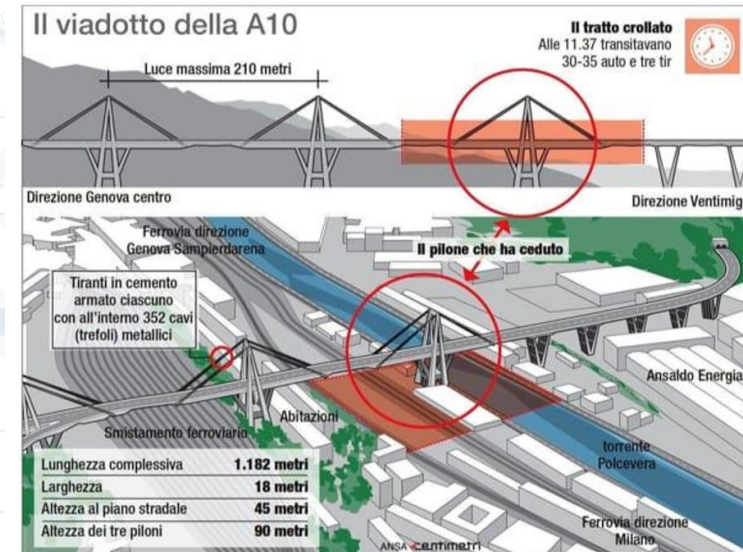 Il viadotto della A10
Il tratto crollato
Alle 11.37 transitavano
30-35 auto e tre tir
Luce massima 210 metri
Direzione Genova centro
Direzione Ventimig
Ferrovia direzione
Genova Sampierdarena
Il pilone che ha ceduto
Tiranti in cemento
armato ciascuno
con all'interno 352 cavi
(trefoli) metallici
Ansaldo Energia
Abitazioni
Smistamento ferroviario
torrente
Polcevera
Lunghezza complessiva 1.182 metri
Larghezza 18 metri
Altezza al piano stradale 45 metri
Altezza dei tre piloni 90 metri
Ferrovia direzione
Milano
ANSA centimetri